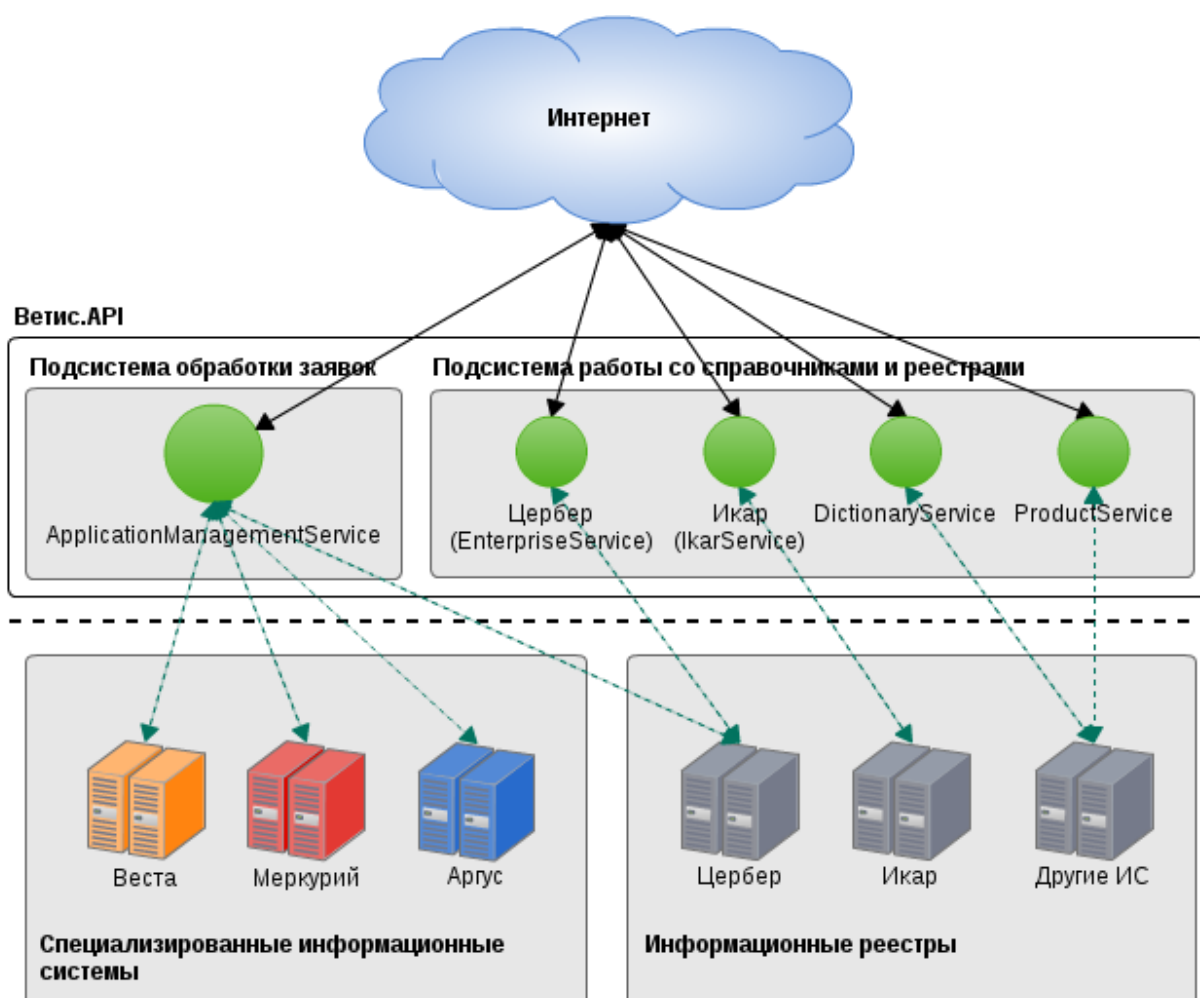 Интернет
Ветис.API
Подсистема обработки заявок
Подсистема работы со справочниками и реестрами
ApplicationManagementService
Цербер
(EnterpriseService)
Икар
(IkarService)
DictionaryService
ProductService
Веста
Меркурий
Аргус
Цербер
Икар
Другие ИС
Специализированные информационные
системы
Информационные реестры